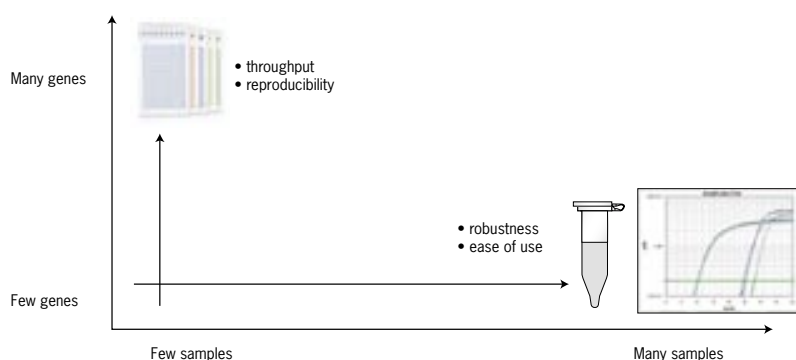 Many genes
• throughput
• reproducibility
• robustness
• ease of use
Few genes
Few samples
Many samples